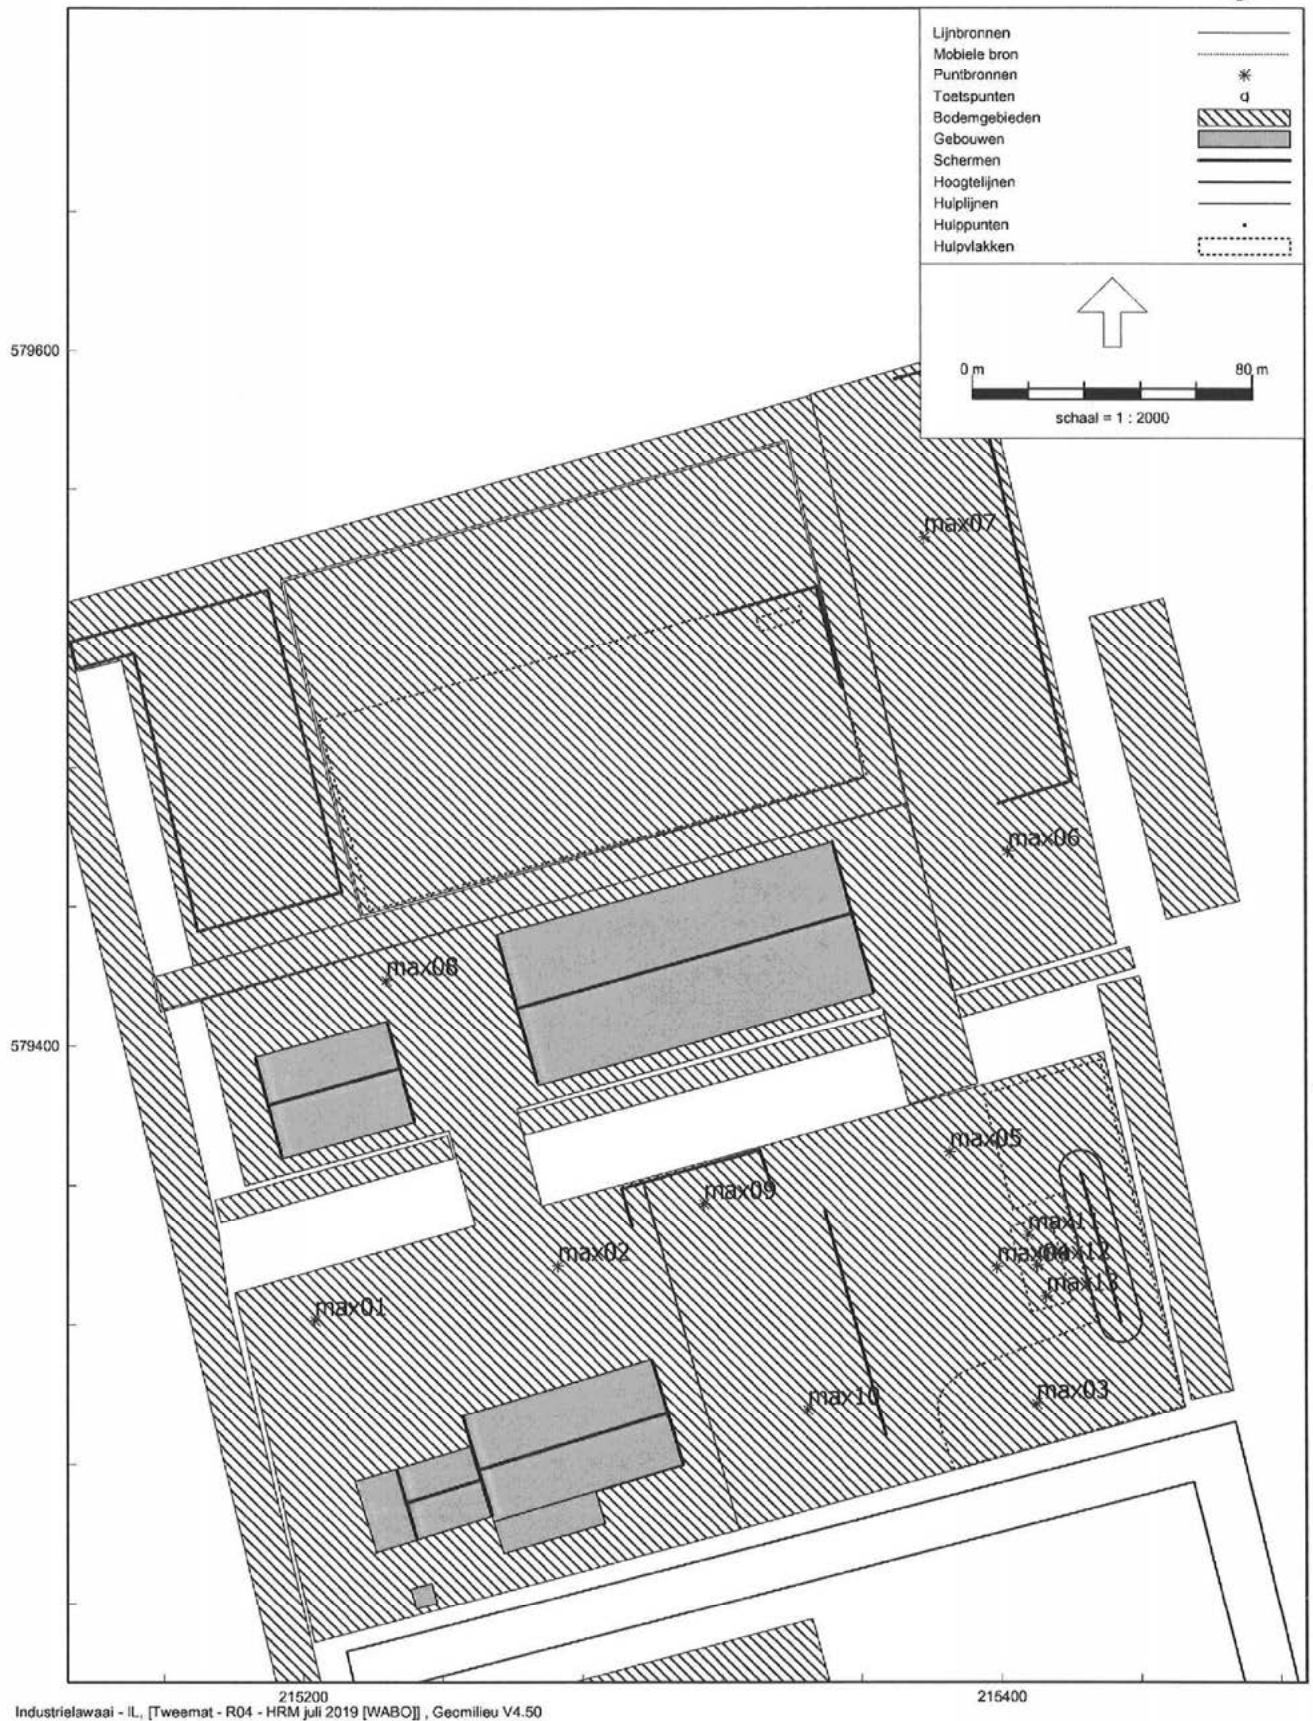 Lijnbronnen
Mobiele bron
Puntbronnen
Toetspunten
Bodemgebieden
Gebouwen
Schermen
Hoogtelijnen
Hulplijnen
Hulppunten
Hulpvlakken
0 m 80 m
schaal = 1 : 2000
579600
max07
max06
max08
579400
max05
max09
max11
max02
max12
max13
max01
max10
max03
215200
215400
Industrielawaai - IL, [Tweemat - R04 - HRM juli 2019 [WABO]] , Geomilieu V4.50